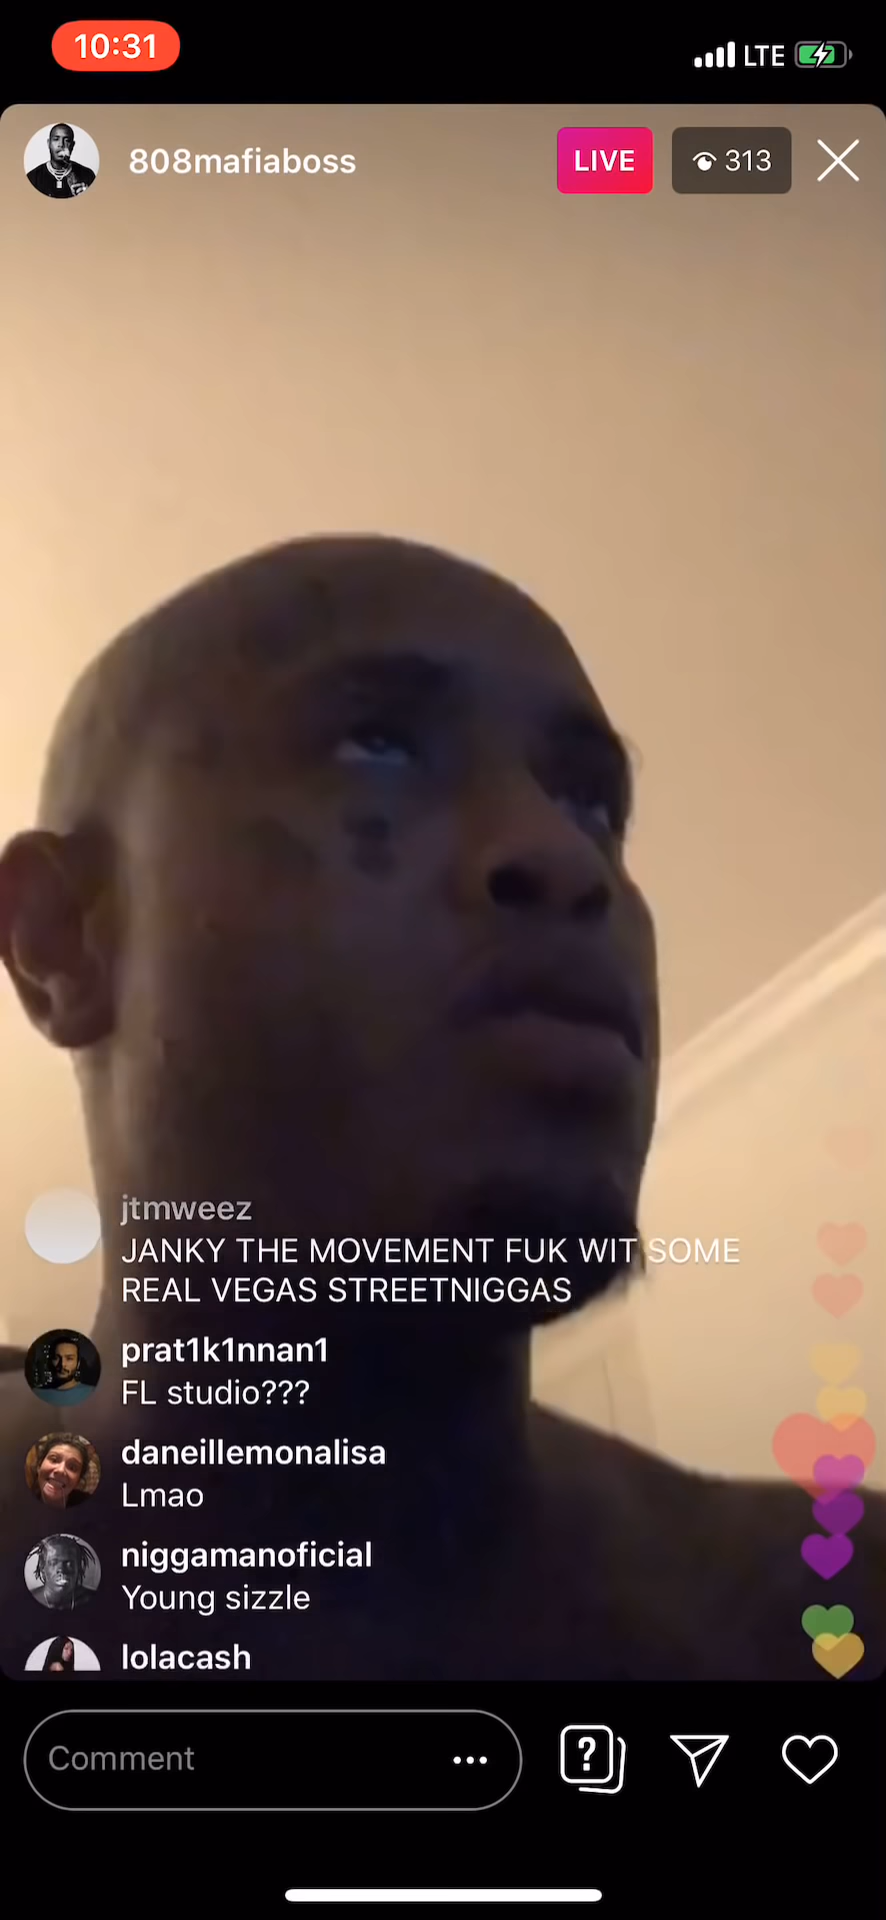 10:31
LTE
808mafiaboss
LIVE
313
jtmweez
JANKY THE MOVEMENT FUK WIT SOME
REAL VEGAS STREETNIGGAS
prat1k1nnan1
FL studio???
daneillemonalisa
Lmao
niggamanoficial
Young sizzle
lolacash
Comment